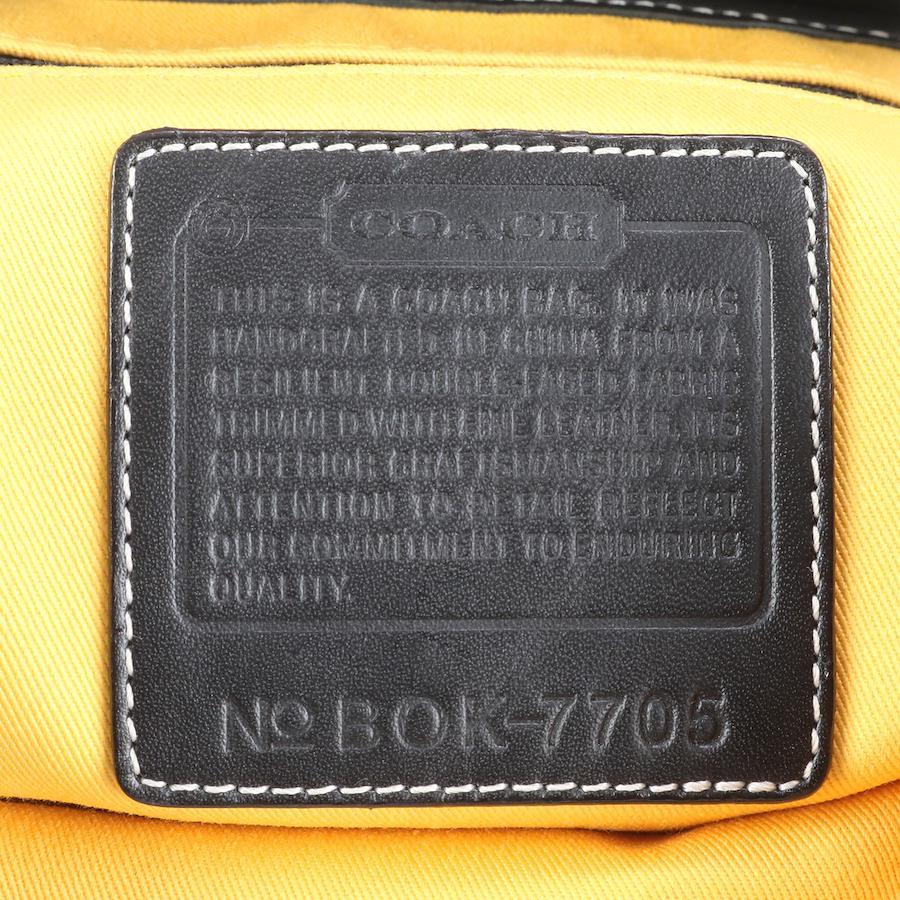 COACH
THIS IS A COACH BAG. IT WAS
HANDCRAFTED IN CHINA FROM A
RESILIENT DOUBLE-FACED FABRIC
TRIMMED WITH FINE LEATHER. ITS
SUPERIOR CRAFTSMANSHIP AND
ATTENTION TO DETAIL REFLECT
OUR COMMITMENT TO ENDURING
QUALITY.
No BOK-7705